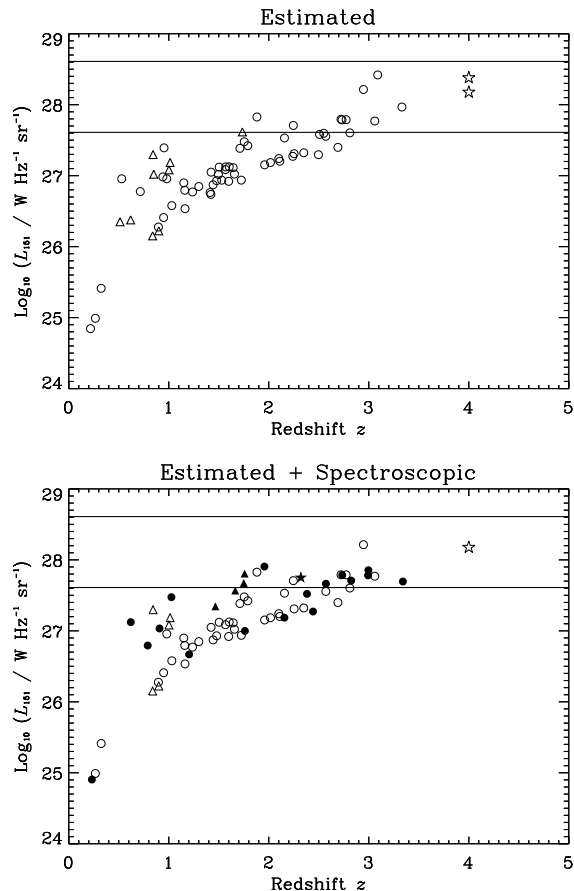 Estimated
29
28
27
26
25
24
Log₁₀ (L₁₅₁ / W Hz⁻¹ sr⁻¹)
0 1 2 3 4 5
Redshift z
Estimated + Spectroscopic
29
28
27
26
25
24
Log₁₀ (L₁₅₁ / W Hz⁻¹ sr⁻¹)
0 1 2 3 4 5
Redshift z